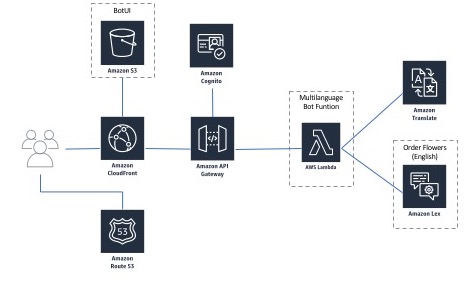 BotUI
Amazon S3
Amazon
Cognito
Amazon
CloudFront
Amazon API
Gateway
Multilanguage
Bot Funtion
AWS Lambda
Amazon
Translate
Order Flowers
(English)
Amazon Lex
53
Amazon
Route 53